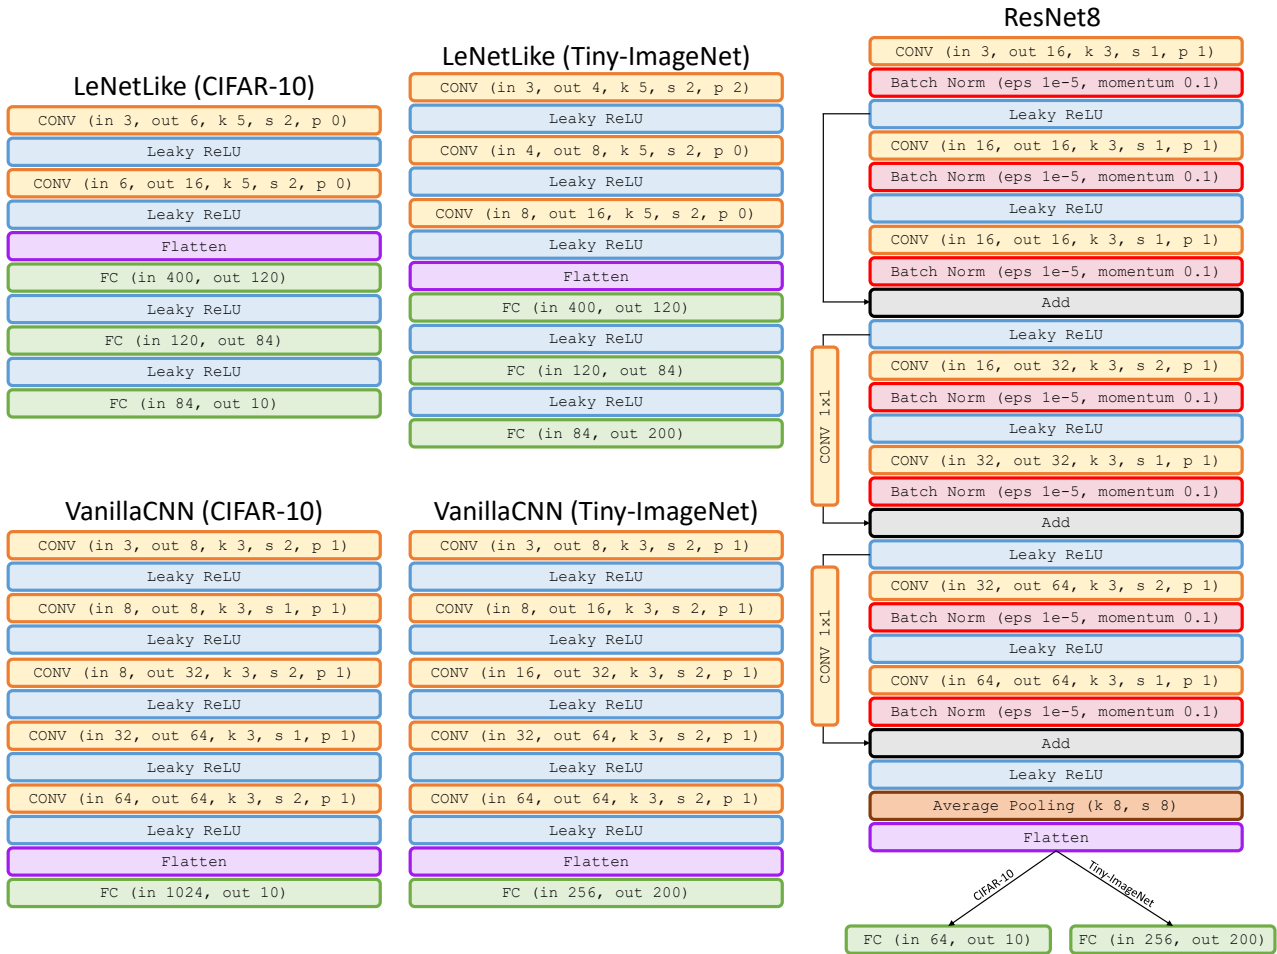 LeNetLike (CIFAR-10)
CONV (in 3, out 6, k 5, s 2, p 0)
Leaky ReLU
CONV (in 6, out 16, k 5, s 2, p 0)
Leaky ReLU
Flatten
FC (in 400, out 120)
Leaky ReLU
FC (in 120, out 84)
Leaky ReLU
FC (in 84, out 10)
LeNetLike (Tiny-ImageNet)
CONV (in 3, out 4, k 5, s 2, p 2)
Leaky ReLU
CONV (in 4, out 8, k 5, s 2, p 0)
Leaky ReLU
CONV (in 8, out 16, k 5, s 2, p 0)
Leaky ReLU
Flatten
FC (in 400, out 120)
Leaky ReLU
FC (in 120, out 84)
Leaky ReLU
FC (in 84, out 200)
VanillaCNN (CIFAR-10)
CONV (in 3, out 8, k 3, s 2, p 1)
Leaky ReLU
CONV (in 8, out 8, k 3, s 1, p 1)
Leaky ReLU
CONV (in 8, out 32, k 3, s 2, p 1)
Leaky ReLU
CONV (in 32, out 64, k 3, s 1, p 1)
Leaky ReLU
CONV (in 64, out 64, k 3, s 2, p 1)
Leaky ReLU
Flatten
FC (in 1024, out 10)
VanillaCNN (Tiny-ImageNet)
CONV (in 3, out 8, k 3, s 2, p 1)
Leaky ReLU
CONV (in 8, out 16, k 3, s 2, p 1)
Leaky ReLU
CONV (in 16, out 32, k 3, s 2, p 1)
Leaky ReLU
CONV (in 32, out 64, k 3, s 2, p 1)
Leaky ReLU
CONV (in 64, out 64, k 3, s 2, p 1)
Leaky ReLU
Flatten
FC (in 256, out 200)
ResNet8
CONV (in 3, out 16, k 3, s 1, p 1)
Batch Norm (eps 1e-5, momentum 0.1)
Leaky ReLU
CONV (in 16, out 16, k 3, s 1, p 1)
Batch Norm (eps 1e-5, momentum 0.1)
Leaky ReLU
CONV (in 16, out 16, k 3, s 1, p 1)
Batch Norm (eps 1e-5, momentum 0.1)
Add
Leaky ReLU
CONV 1x1
CONV (in 16, out 32, k 3, s 2, p 1)
Batch Norm (eps 1e-5, momentum 0.1)
Leaky ReLU
CONV (in 32, out 32, k 3, s 1, p 1)
Batch Norm (eps 1e-5, momentum 0.1)
Add
Leaky ReLU
CONV 1x1
CONV (in 32, out 64, k 3, s 2, p 1)
Batch Norm (eps 1e-5, momentum 0.1)
Leaky ReLU
CONV (in 64, out 64, k 3, s 1, p 1)
Batch Norm (eps 1e-5, momentum 0.1)
Add
Leaky ReLU
Average Pooling (k 8, s 8)
Flatten
CIFAR-10
Tiny-ImageNet
FC (in 64, out 10)
FC (in 256, out 200)